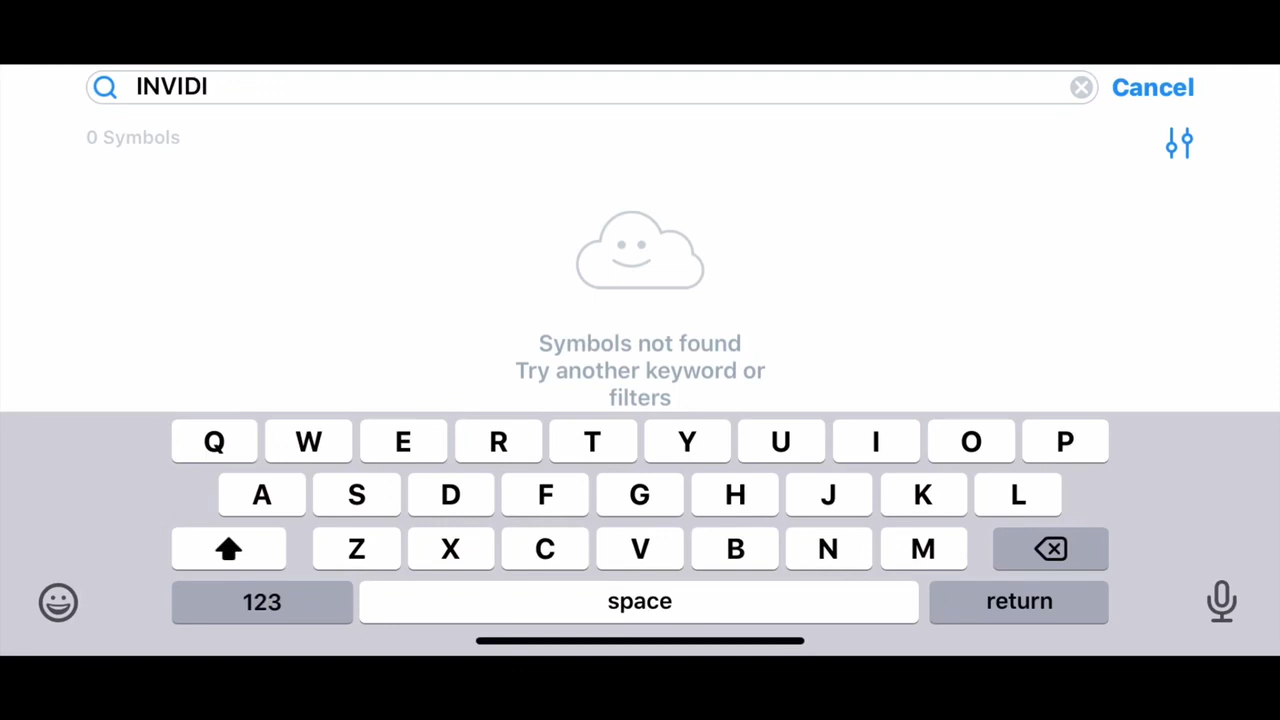 INVIDI
Cancel
0 Symbols
Symbols not found
Try another keyword or
filters
Q W E R T Y U I O P
A S D F G H J K L
Z X C V B N M
123 space return